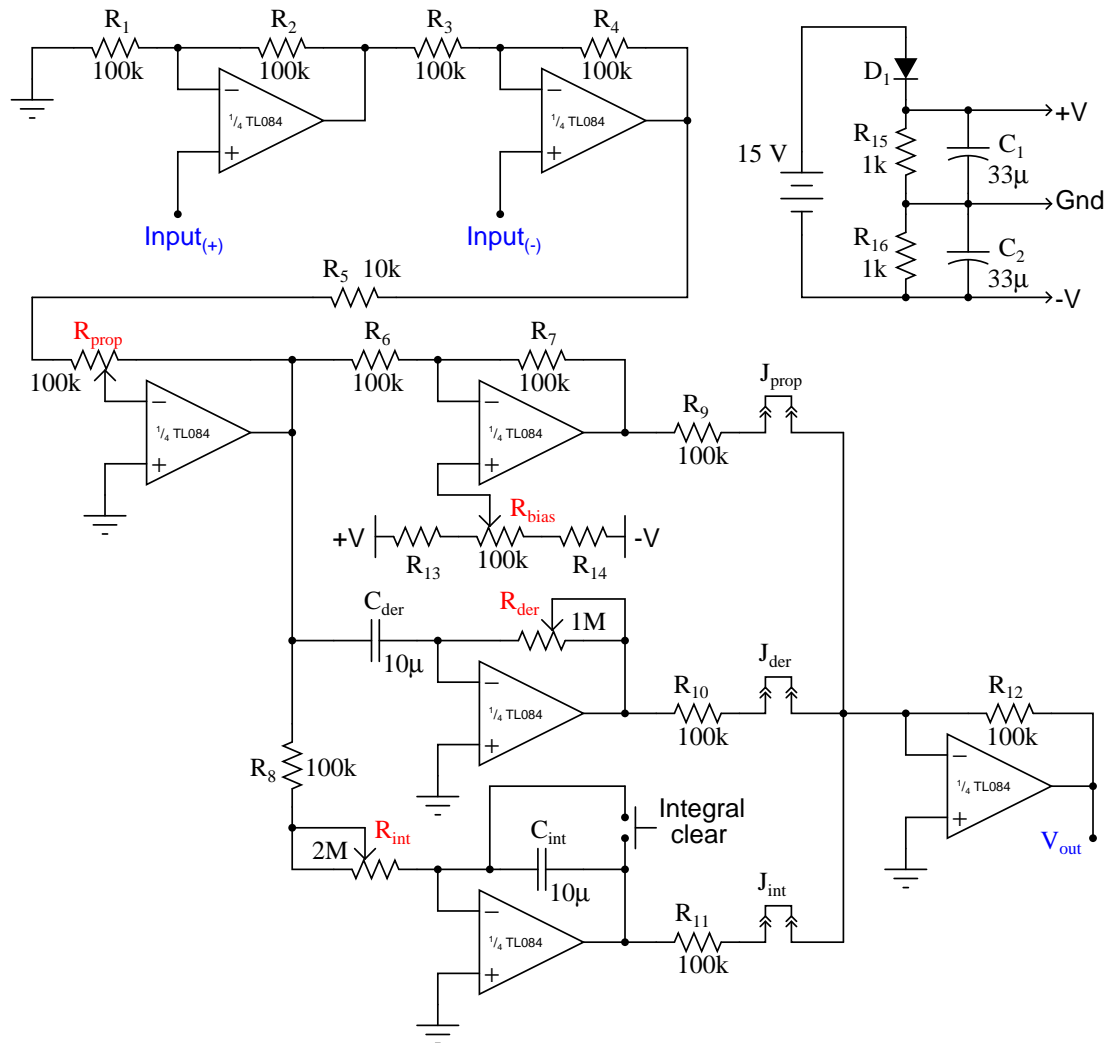 R1 R2 R3 R4
100k 100k 100k 100k
1/4 TL084 1/4 TL084
− −
+ +
Input(+) Input(-)
D1
15 V
+V
R15
1k
C1
33µ
Gnd
R16
1k
C2
33µ
-V
R5 10k
Rprop
100k
−
1/4 TL084
+
R6 R7
100k 100k
−
1/4 TL084
+
R9
100k
Jprop
Rbias
+V -V
R13 100k R14
Cder
10µ
Rder
1M
−
1/4 TL084
+
R10
100k
Jder
R12
100k
−
1/4 TL084
+
Vout
R8 100k
Rint
2M
Cint
10µ
Integral
clear
−
1/4 TL084
+
R11
100k
Jint